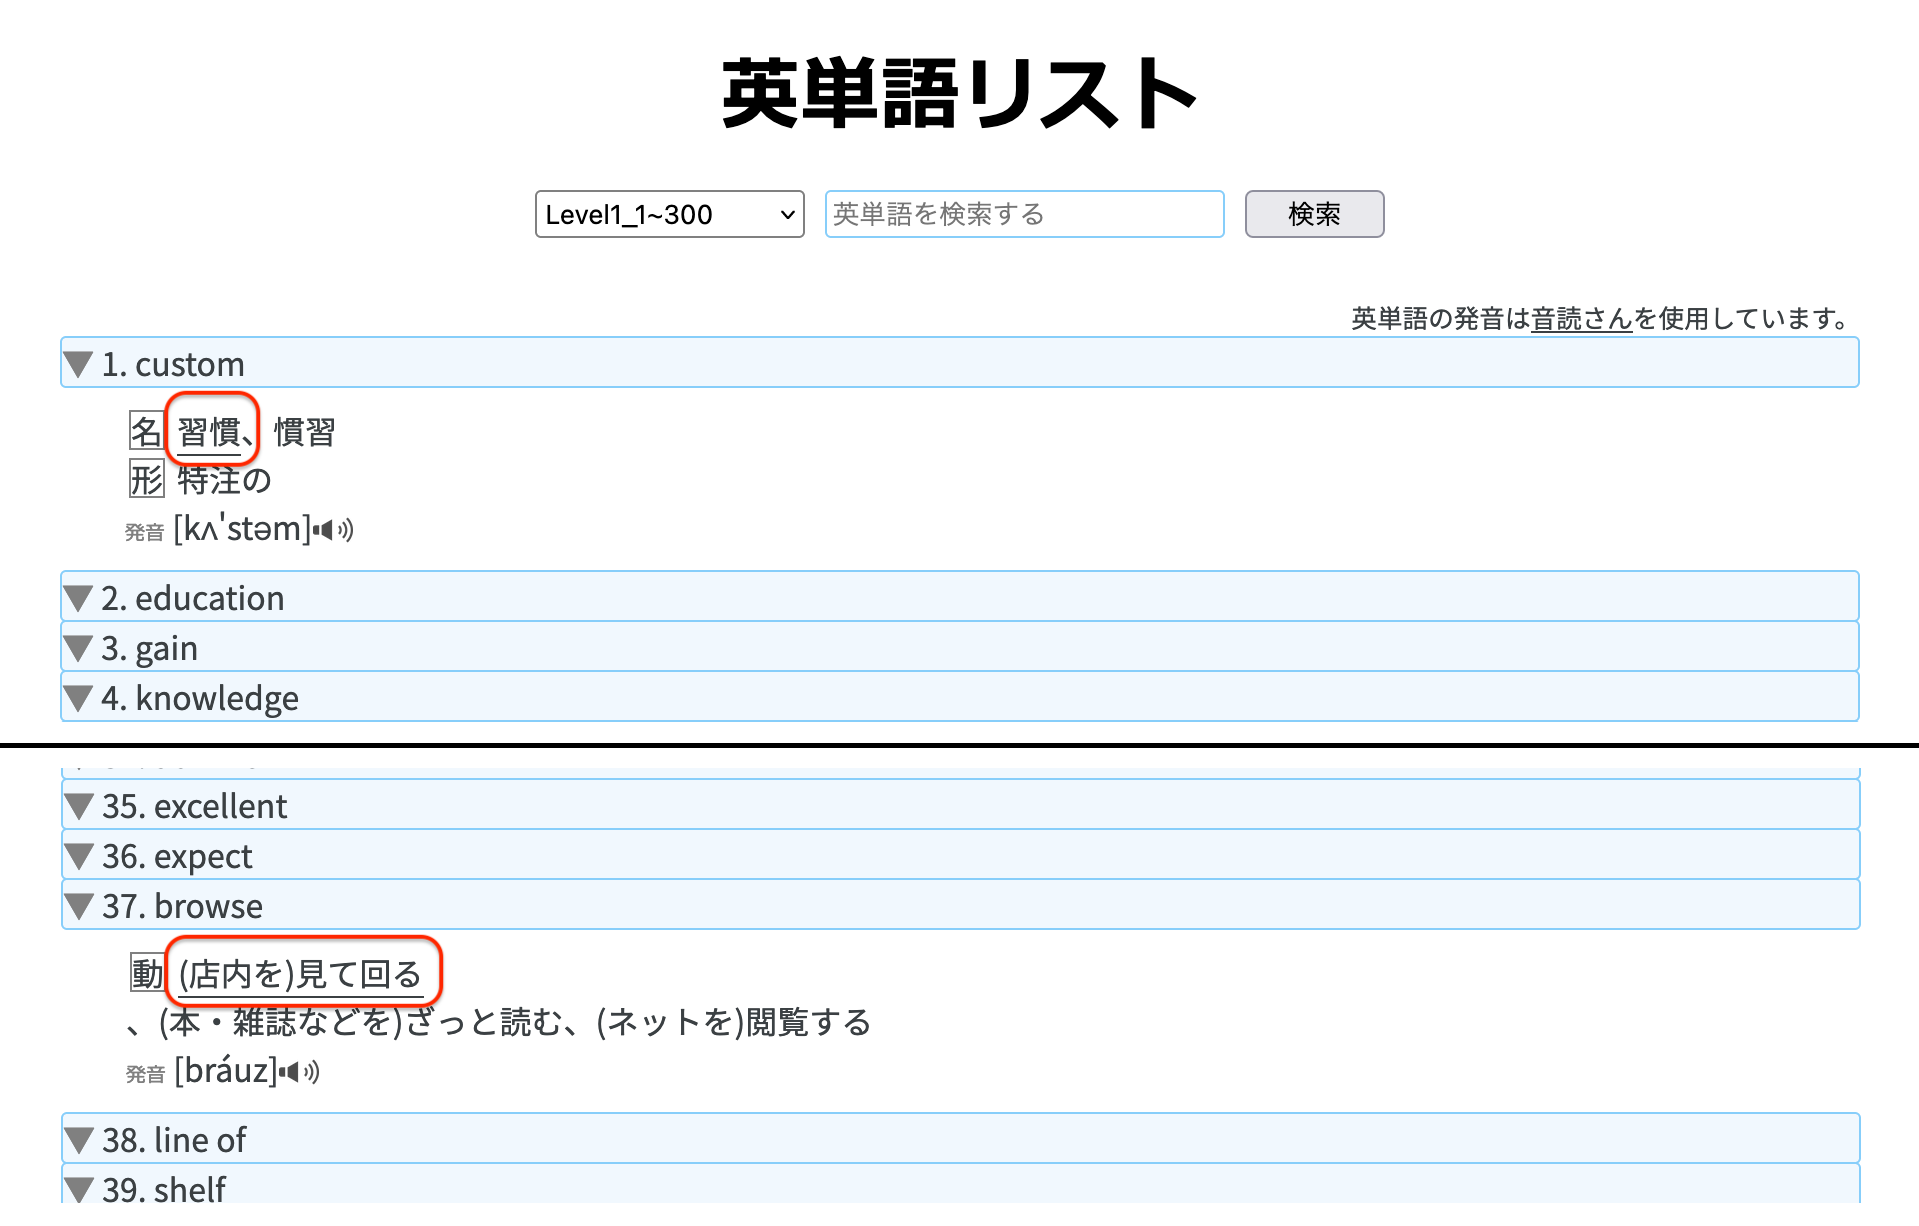 英単語リスト
Level1_1~300
英単語を検索する
検索
英単語の発音は音読さんを使用しています。
▼ 1. custom
名 習慣、慣習
形 特注の
発音 [kʌ'stəm]
▼ 2. education
▼ 3. gain
▼ 4. knowledge
▼ 35. excellent
▼ 36. expect
▼ 37. browse
動 (店内を)見て回る
、(本・雑誌などを)ざっと読む、(ネットを)閲覧する
発音 [bráuz]
▼ 38. line of
▼ 39. shelf